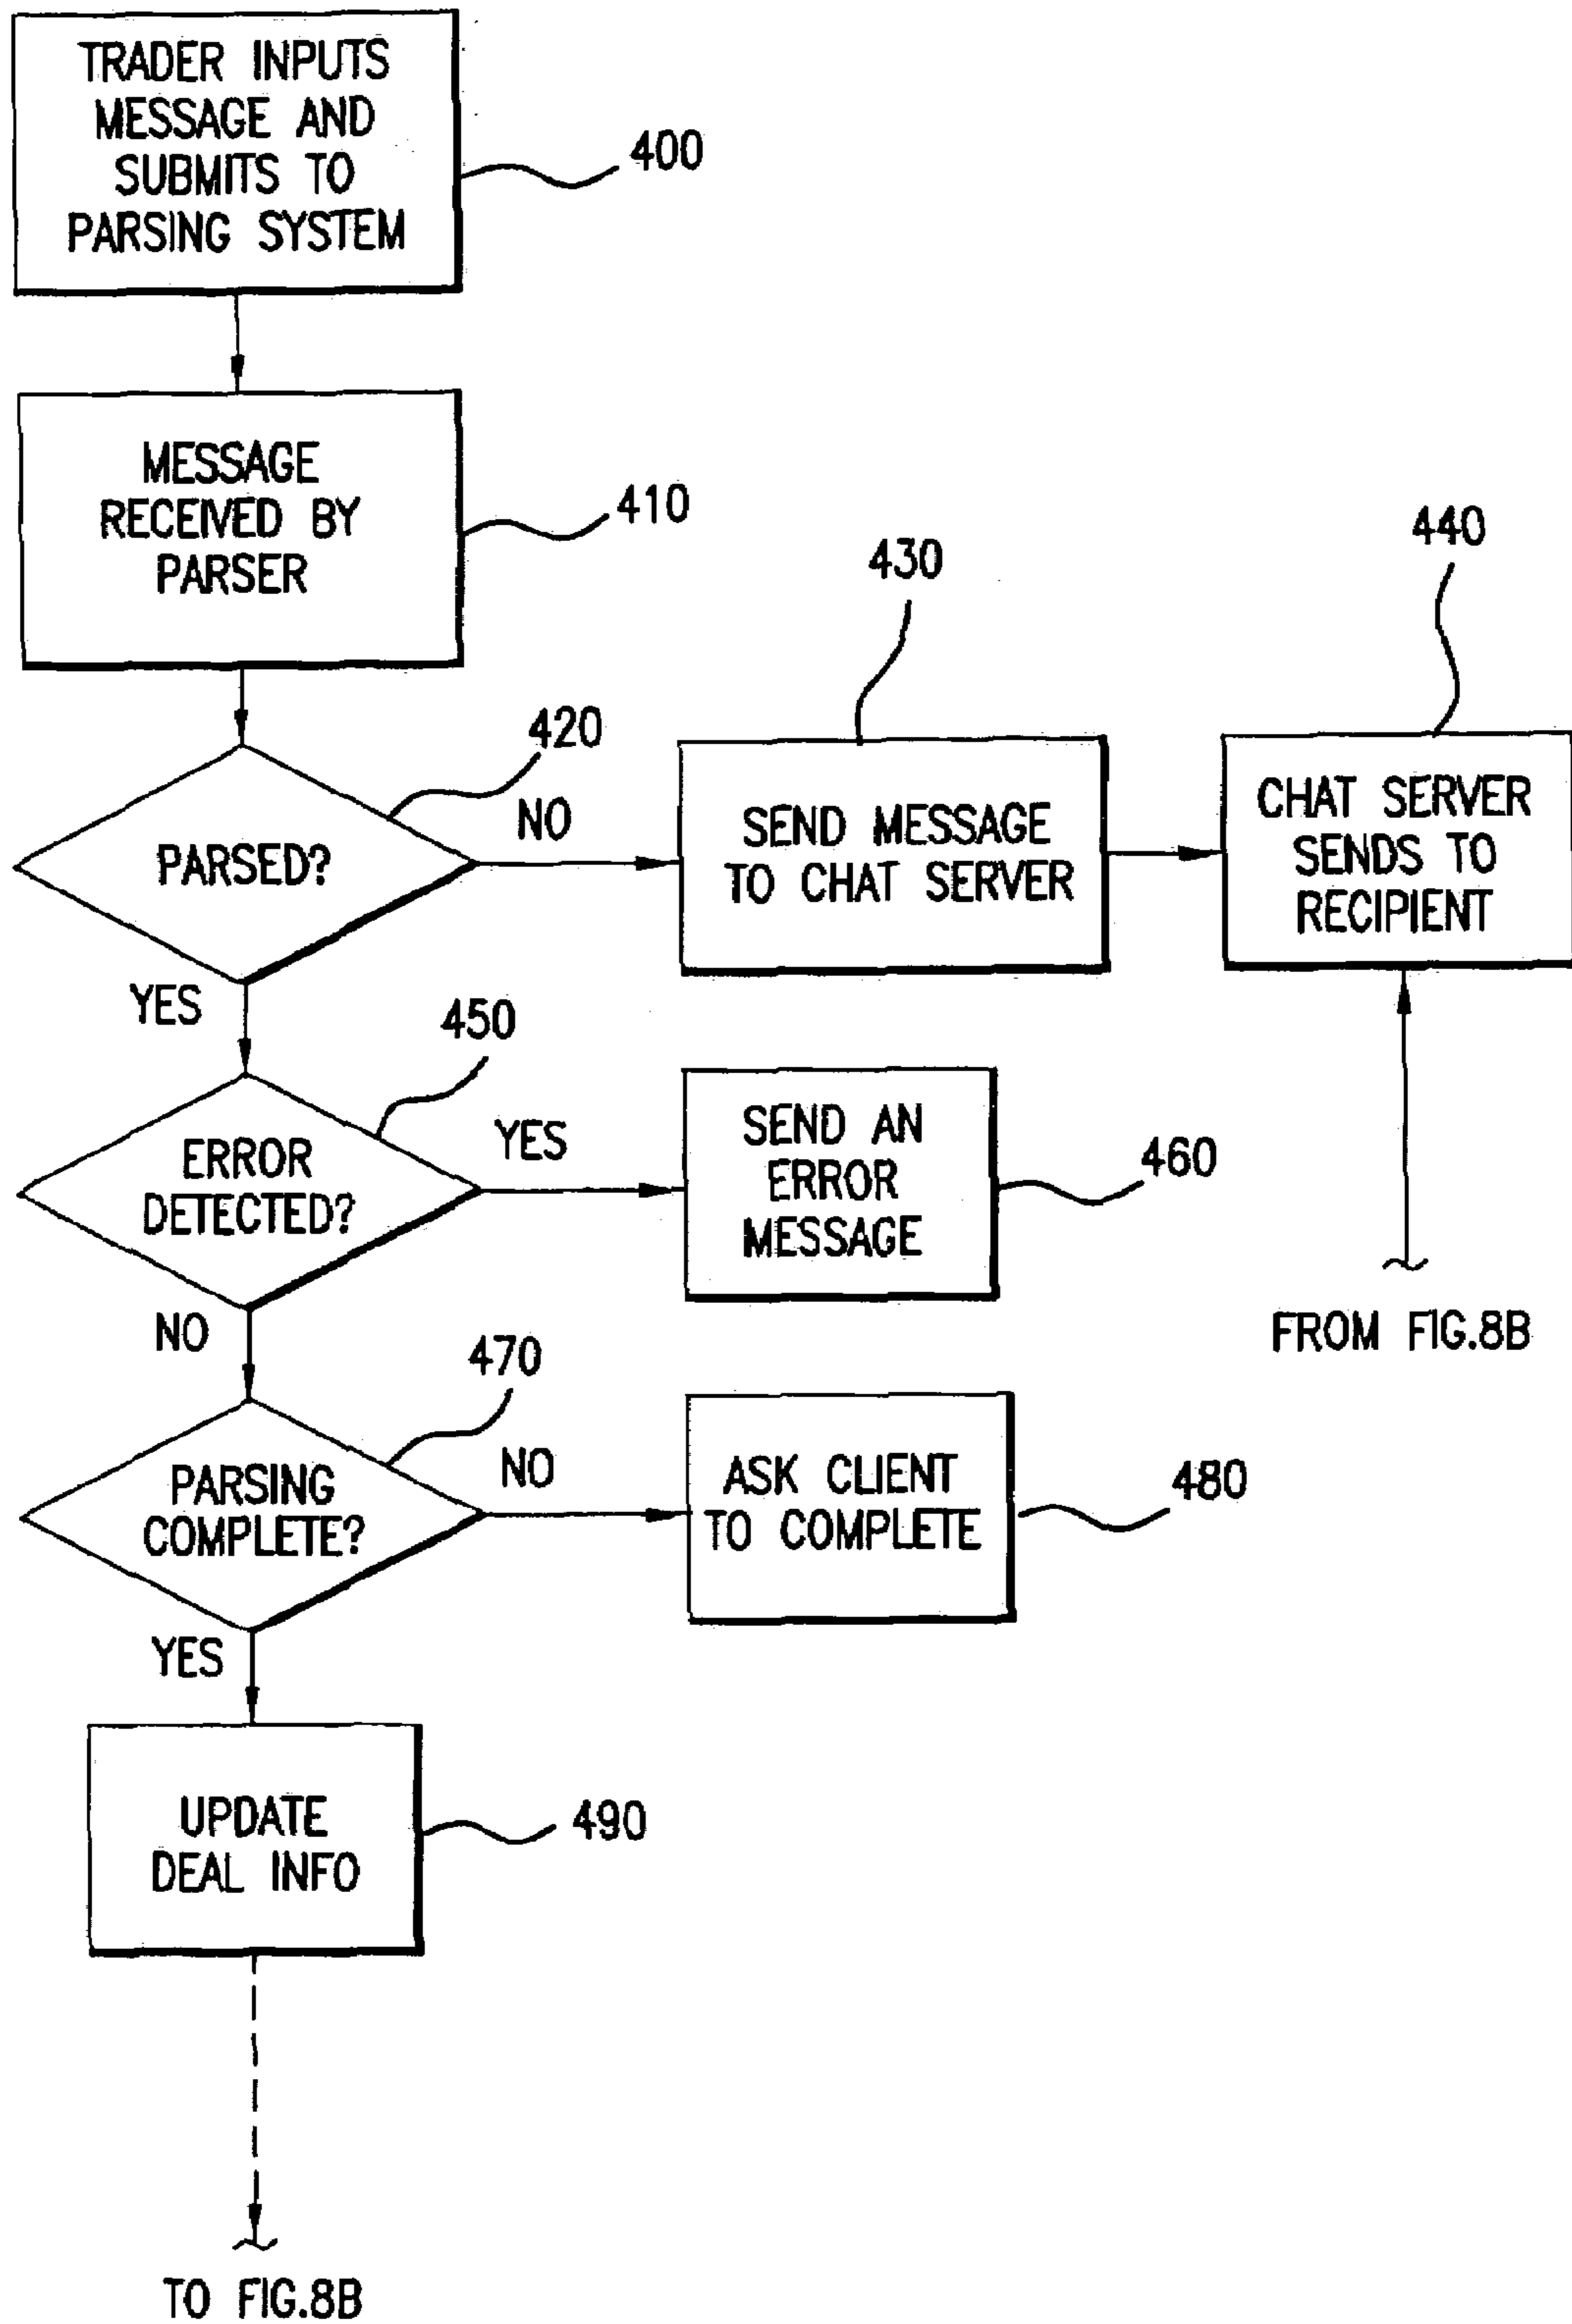 TRADER INPUTS
MESSAGE AND
SUBMITS TO
PARSING SYSTEM
400
MESSAGE
RECEIVED BY
PARSER
410
430
440
420
PARSED?
NO
SEND MESSAGE
TO CHAT SERVER
CHAT SERVER
SENDS TO
RECIPIENT
YES
450
ERROR
DETECTED?
YES
SEND AN
ERROR
MESSAGE
460
FROM FIG.8B
NO
470
PARSING
COMPLETE?
NO
ASK CLIENT
TO COMPLETE
480
YES
UPDATE
DEAL INFO
490
TO FIG.8B